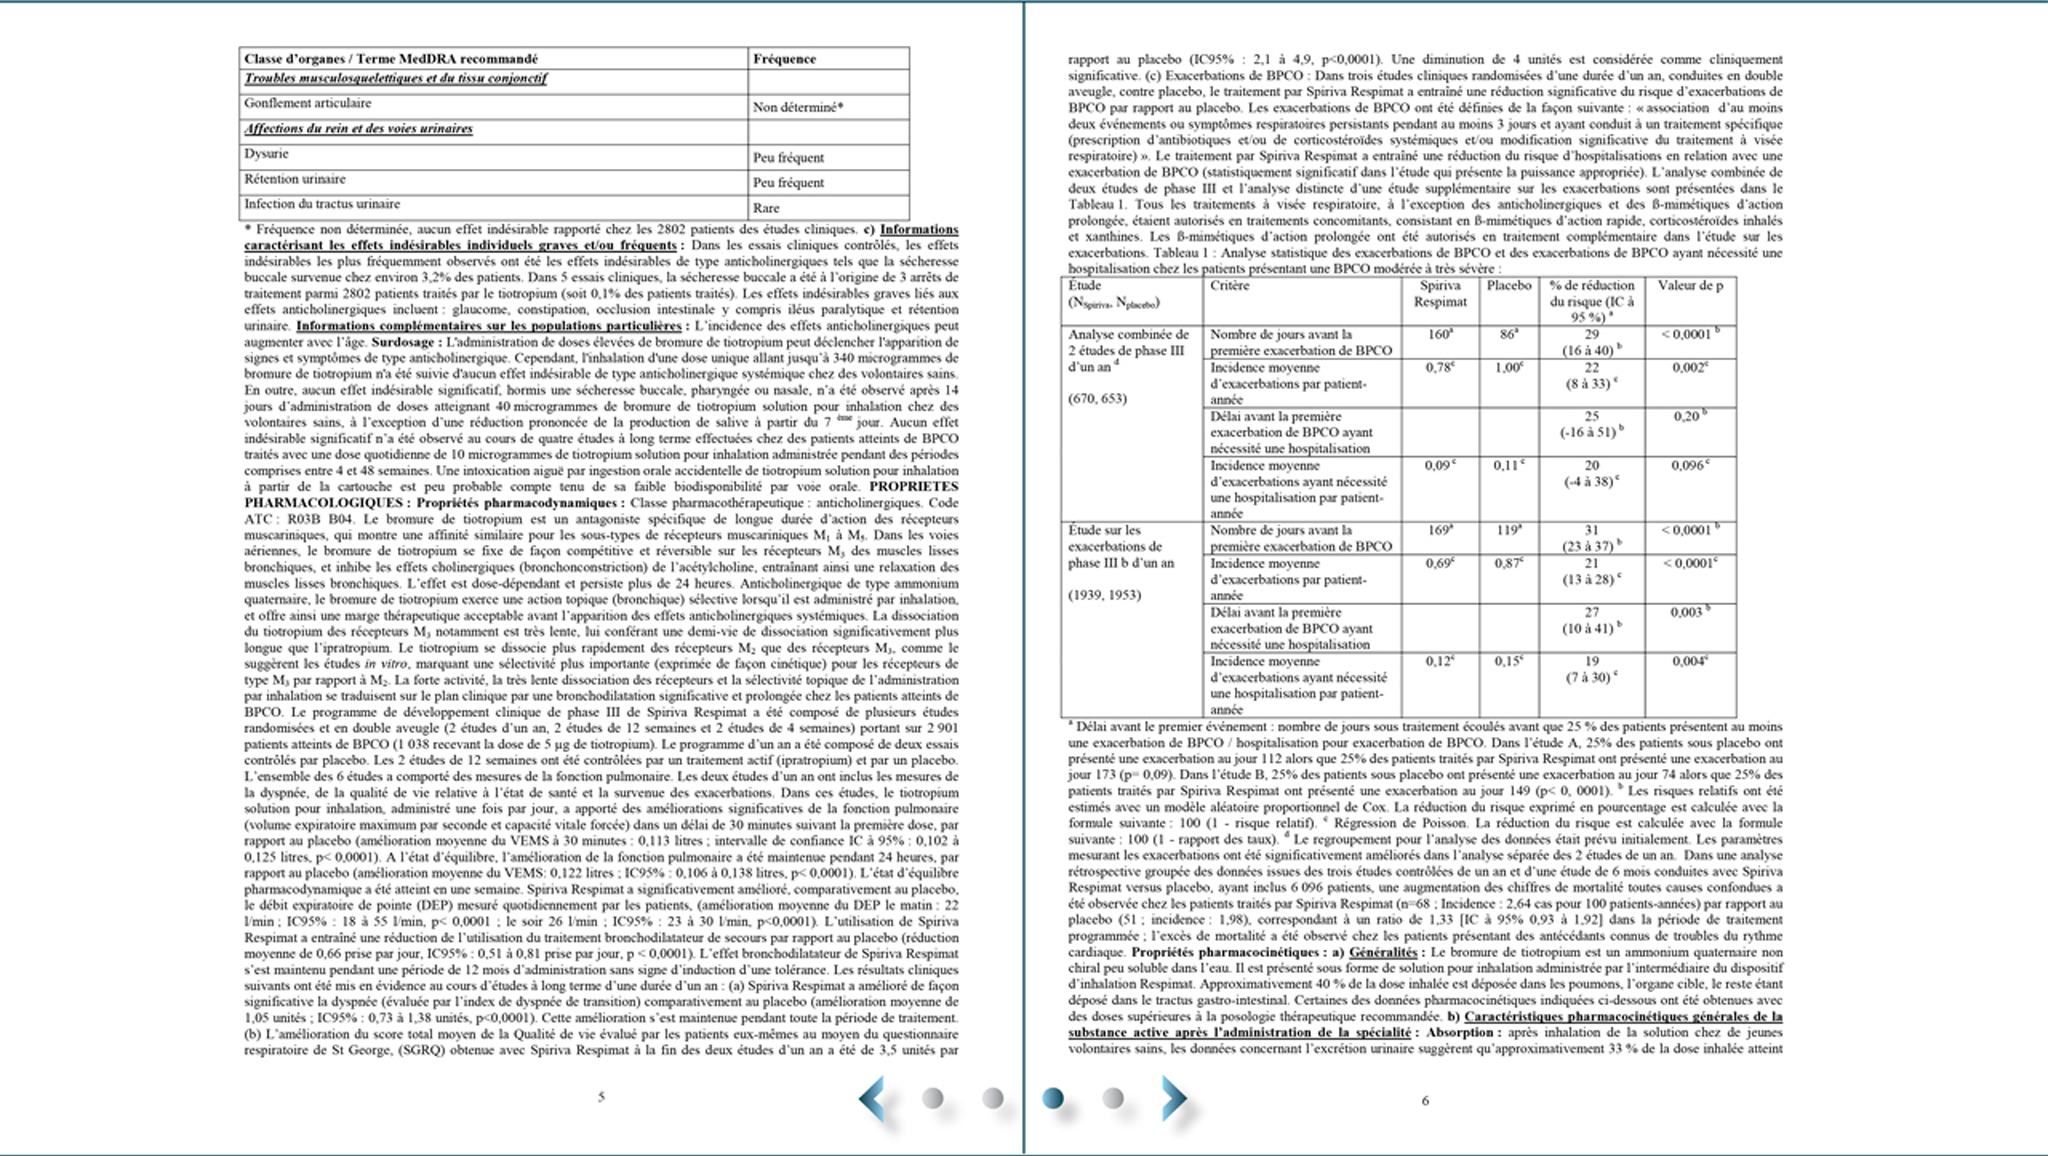 Classe d’organes / Terme MedDRA recommandé Fréquence
Troubles musculosquelettiques et du tissu conjonctif
Gonflement articulaire Non déterminé*
Affections du rein et des voies urinaires
Dysurie Peu fréquent
Rétention urinaire Peu fréquent
Infection du tractus urinaire Rare
* Fréquence non déterminée, aucun effet indésirable rapporté chez les 2802 patients des études cliniques. c) Informations
caractérisant les effets indésirables individuels graves et/ou fréquents : Dans les essais cliniques contrôlés, les effets
indésirables les plus fréquemment observés ont été les effets indésirables de type anticholinergiques tels que la sécheresse
buccale survenue chez environ 3,2% des patients. Dans 5 essais cliniques, la sécheresse buccale a été à l’origine de 3 arrêts de
traitement parmi 2802 patients traités par le tiotropium (soit 0,1% des patients traités). Les effets indésirables graves liés aux
effets anticholinergiques incluent : glaucome, constipation, occlusion intestinale y compris iléus paralytique et rétention
urinaire. Informations complémentaires sur les populations particulières : L’incidence des effets anticholinergiques peut
augmenter avec l’âge. Surdosage : L'administration de doses élevées de bromure de tiotropium peut déclencher l'apparition de
signes et symptômes de type anticholinergique. Cependant, l'inhalation d'une dose unique allant jusqu’à 340 microgrammes de
bromure de tiotropium n'a été suivie d'aucun effet indésirable de type anticholinergique systémique chez des volontaires sains.
En outre, aucun effet indésirable significatif, hormis une sécheresse buccale, pharyngée ou nasale, n’a été observé après 14
jours d’administration de doses atteignant 40 microgrammes de bromure de tiotropium solution pour inhalation chez des
volontaires sains, à l’exception d’une réduction prononcée de la production de salive à partir du 7 ème jour. Aucun effet
indésirable significatif n’a été observé au cours de quatre études à long terme effectuées chez des patients atteints de BPCO
traités avec une dose quotidienne de 10 microgrammes de tiotropium solution pour inhalation administrée pendant des périodes
comprises entre 4 et 48 semaines. Une intoxication aiguë par ingestion orale accidentelle de tiotropium solution pour inhalation
à partir de la cartouche est peu probable compte tenu de sa faible biodisponibilité par voie orale. PROPRIETES
PHARMACOLOGIQUES : Propriétés pharmacodynamiques : Classe pharmacothérapeutique : anticholinergiques. Code
ATC : R03B B04. Le bromure de tiotropium est un antagoniste spécifique de longue durée d’action des récepteurs
muscariniques, qui montre une affinité similaire pour les sous-types de récepteurs muscariniques M1 à M5. Dans les voies
aériennes, le bromure de tiotropium se fixe de façon compétitive et réversible sur les récepteurs M3 des muscles lisses
bronchiques, et inhibe les effets cholinergiques (bronchonconstriction) de l’acétylcholine, entraînant ainsi une relaxation des
muscles lisses bronchiques. L’effet est dose-dépendant et persiste plus de 24 heures. Anticholinergique de type ammonium
quaternaire, le bromure de tiotropium exerce une action topique (bronchique) sélective lorsqu’il est administré par inhalation,
et offre ainsi une marge thérapeutique acceptable avant l’apparition des effets anticholinergiques systémiques. La dissociation
du tiotropium des récepteurs M3 notamment est très lente, lui conférant une demi-vie de dissociation significativement plus
longue que l’ipratropium. Le tiotropium se dissocie plus rapidement des récepteurs M2 que des récepteurs M3, comme le
suggèrent les études in vitro, marquant une sélectivité plus importante (exprimée de façon cinétique) pour les récepteurs de
type M3 par rapport à M2. La forte activité, la très lente dissociation des récepteurs et la sélectivité topique de l’administration
par inhalation se traduisent sur le plan clinique par une bronchodilatation significative et prolongée chez les patients atteints de
BPCO. Le programme de développement clinique de phase III de Spiriva Respimat a été composé de plusieurs études
randomisées et en double aveugle (2 études d’un an, 2 études de 12 semaines et 2 études de 4 semaines) portant sur 2 901
patients atteints de BPCO (1 038 recevant la dose de 5 µg de tiotropium). Le programme d’un an a été composé de deux essais
contrôlés par placebo. Les 2 études de 12 semaines ont été contrôlées par un traitement actif (ipratropium) et par un placebo.
L’ensemble des 6 études a comporté des mesures de la fonction pulmonaire. Les deux études d’un an ont inclus les mesures de
la dyspnée, de la qualité de vie relative à l’état de santé et la survenue des exacerbations. Dans ces études, le tiotropium
solution pour inhalation, administré une fois par jour, a apporté des améliorations significatives de la fonction pulmonaire
(volume expiratoire maximum par seconde et capacité vitale forcée) dans un délai de 30 minutes suivant la première dose, par
rapport au placebo (amélioration moyenne du VEMS à 30 minutes : 0,113 litres ; intervalle de confiance IC à 95% : 0,102 à
0,125 litres, p< 0,0001). A l’état d’équilibre, l’amélioration de la fonction pulmonaire a été maintenue pendant 24 heures, par
rapport au placebo (amélioration moyenne du VEMS: 0,122 litres ; IC95% : 0,106 à 0,138 litres, p< 0,0001). L’état d’équilibre
pharmacodynamique a été atteint en une semaine. Spiriva Respimat a significativement amélioré, comparativement au placebo,
le débit expiratoire de pointe (DEP) mesuré quotidiennement par les patients, (amélioration moyenne du DEP le matin : 22
l/min ; IC95% : 18 à 55 l/min, p< 0,0001 ; le soir 26 l/min ; IC95% : 23 à 30 l/min, p<0,0001). L’utilisation de Spiriva
Respimat a entraîné une réduction de l’utilisation du traitement bronchodilatateur de secours par rapport au placebo (réduction
moyenne de 0,66 prise par jour, IC95% : 0,51 à 0,81 prise par jour, p < 0,0001). L’effet bronchodilatateur de Spiriva Respimat
s’est maintenu pendant une période de 12 mois d’administration sans signe d’induction d’une tolérance. Les résultats cliniques
suivants ont été mis en évidence au cours d’études à long terme d’une durée d’un an : (a) Spiriva Respimat a amélioré de façon
significative la dyspnée (évaluée par l’index de dyspnée de transition) comparativement au placebo (amélioration moyenne de
1,05 unités ; IC95% : 0,73 à 1,38 unités, p<0,0001). Cette amélioration s’est maintenue pendant toute la période de traitement.
(b) L’amélioration du score total moyen de la Qualité de vie évalué par les patients eux-mêmes au moyen du questionnaire
respiratoire de St George, (SGRQ) obtenue avec Spiriva Respimat à la fin des deux études d’un an a été de 3,5 unités par
5
rapport au placebo (IC95% : 2,1 à 4,9, p<0,0001). Une diminution de 4 unités est considérée comme cliniquement
significative. (c) Exacerbations de BPCO : Dans trois études cliniques randomisées d’une durée d’un an, conduites en double
aveugle, contre placebo, le traitement par Spiriva Respimat a entraîné une réduction significative du risque d’exacerbations de
BPCO par rapport au placebo. Les exacerbations de BPCO ont été définies de la façon suivante : « association d’au moins
deux événements ou symptômes respiratoires persistants pendant au moins 3 jours et ayant conduit à un traitement spécifique
(prescription d’antibiotiques et/ou de corticostéroïdes systémiques et/ou modification significative du traitement à visée
respiratoire) ». Le traitement par Spiriva Respimat a entraîné une réduction du risque d’hospitalisations en relation avec une
exacerbation de BPCO (statistiquement significatif dans l’étude qui présente la puissance appropriée). L’analyse combinée de
deux études de phase III et l’analyse distincte d’une étude supplémentaire sur les exacerbations sont présentées dans le
Tableau 1. Tous les traitements à visée respiratoire, à l’exception des anticholinergiques et des ß-mimétiques d’action
prolongée, étaient autorisés en traitements concomitants, consistant en ß-mimétiques d’action rapide, corticostéroïdes inhalés
et xanthines. Les ß-mimétiques d’action prolongée ont été autorisés en traitement complémentaire dans l’étude sur les
exacerbations. Tableau 1 : Analyse statistique des exacerbations de BPCO et des exacerbations de BPCO ayant nécessité une
hospitalisation chez les patients présentant une BPCO modérée à très sévère :
Étude (NSpiriva, Nplacebo) Critère Spiriva Respimat Placebo % de réduction du risque (IC à 95 %) a Valeur de p
Analyse combinée de 2 études de phase III d’un an d (670, 653) Nombre de jours avant la première exacerbation de BPCO 160a 86a 29 (16 à 40) b < 0,0001 b
Incidence moyenne d’exacerbations par patient-année 0,78c 1,00c 22 (8 à 33) c 0,002c
Délai avant la première exacerbation de BPCO ayant nécessité une hospitalisation 25 (-16 à 51) b 0,20 b
Incidence moyenne d’exacerbations ayant nécessité une hospitalisation par patient-année 0,09 c 0,11 c 20 (-4 à 38) c 0,096 c
Étude sur les exacerbations de phase III b d’un an (1939, 1953) Nombre de jours avant la première exacerbation de BPCO 169a 119a 31 (23 à 37) b < 0,0001 b
Incidence moyenne d’exacerbations par patient-année 0,69c 0,87c 21 (13 à 28) c < 0,0001c
Délai avant la première exacerbation de BPCO ayant nécessité une hospitalisation 27 (10 à 41) b 0,003 b
Incidence moyenne d’exacerbations ayant nécessité une hospitalisation par patient-année 0,12c 0,15c 19 (7 à 30) c 0,004c
a Délai avant le premier événement : nombre de jours sous traitement écoulés avant que 25 % des patients présentent au moins
une exacerbation de BPCO / hospitalisation pour exacerbation de BPCO. Dans l’étude A, 25% des patients sous placebo ont
présenté une exacerbation au jour 112 alors que 25% des patients traités par Spiriva Respimat ont présenté une exacerbation au
jour 173 (p= 0,09). Dans l’étude B, 25% des patients sous placebo ont présenté une exacerbation au jour 74 alors que 25% des
patients traités par Spiriva Respimat ont présenté une exacerbation au jour 149 (p< 0, 0001). b Les risques relatifs ont été
estimés avec un modèle aléatoire proportionnel de Cox. La réduction du risque exprimé en pourcentage est calculée avec la
formule suivante : 100 (1 - risque relatif). c Régression de Poisson. La réduction du risque est calculée avec la formule
suivante : 100 (1 - rapport des taux). d Le regroupement pour l’analyse des données était prévu initialement. Les paramètres
mesurant les exacerbations ont été significativement améliorés dans l’analyse séparée des 2 études de un an. Dans une analyse
rétrospective groupée des données issues des trois études contrôlées de un an et d’une étude de 6 mois conduites avec Spiriva
Respimat versus placebo, ayant inclus 6 096 patients, une augmentation des chiffres de mortalité toutes causes confondues a
été observée chez les patients traités par Spiriva Respimat (n=68 ; Incidence : 2,64 cas pour 100 patients-années) par rapport au
placebo (51 ; incidence : 1,98), correspondant à un ratio de 1,33 [IC à 95% 0,93 à 1,92] dans la période de traitement
programmée ; l’excès de mortalité a été observé chez les patients présentant des antécédants connus de troubles du rythme
cardiaque. Propriétés pharmacocinétiques : a) Généralités : Le bromure de tiotropium est un ammonium quaternaire non
chiral peu soluble dans l’eau. Il est présenté sous forme de solution pour inhalation administrée par l’intermédiaire du dispositif
d’inhalation Respimat. Approximativement 40 % de la dose inhalée est déposée dans les poumons, l’organe cible, le reste étant
déposé dans le tractus gastro-intestinal. Certaines des données pharmacocinétiques indiquées ci-dessous ont été obtenues avec
des doses supérieures à la posologie thérapeutique recommandée. b) Caractéristiques pharmacocinétiques générales de la
substance active après l’administration de la spécialité : Absorption : après inhalation de la solution chez de jeunes
volontaires sains, les données concernant l’excrétion urinaire suggèrent qu’approximativement 33 % de la dose inhalée atteint
6